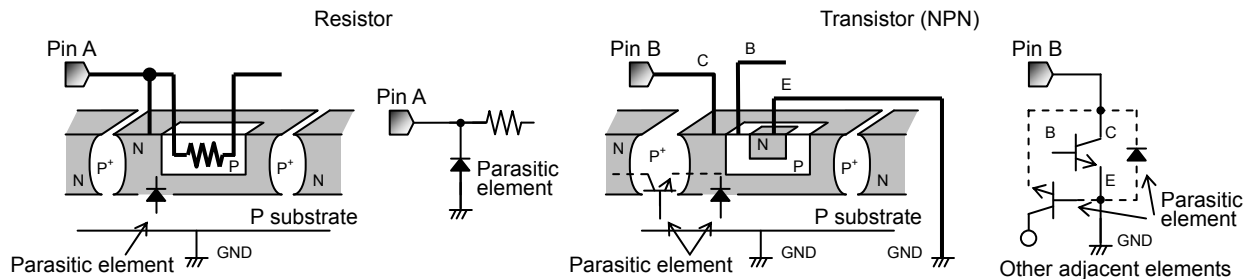 Resistor
Pin A
N
N
P+
P
P+
N
P substrate
Parasitic element
GND
Pin A
Parasitic
element
Transistor (NPN)
Pin B
C
B
E
N
P+
N
P
P+
N
P substrate
Parasitic element
GND
GND
Pin B
B
C
E
GND
Parasitic
element
Other adjacent elements